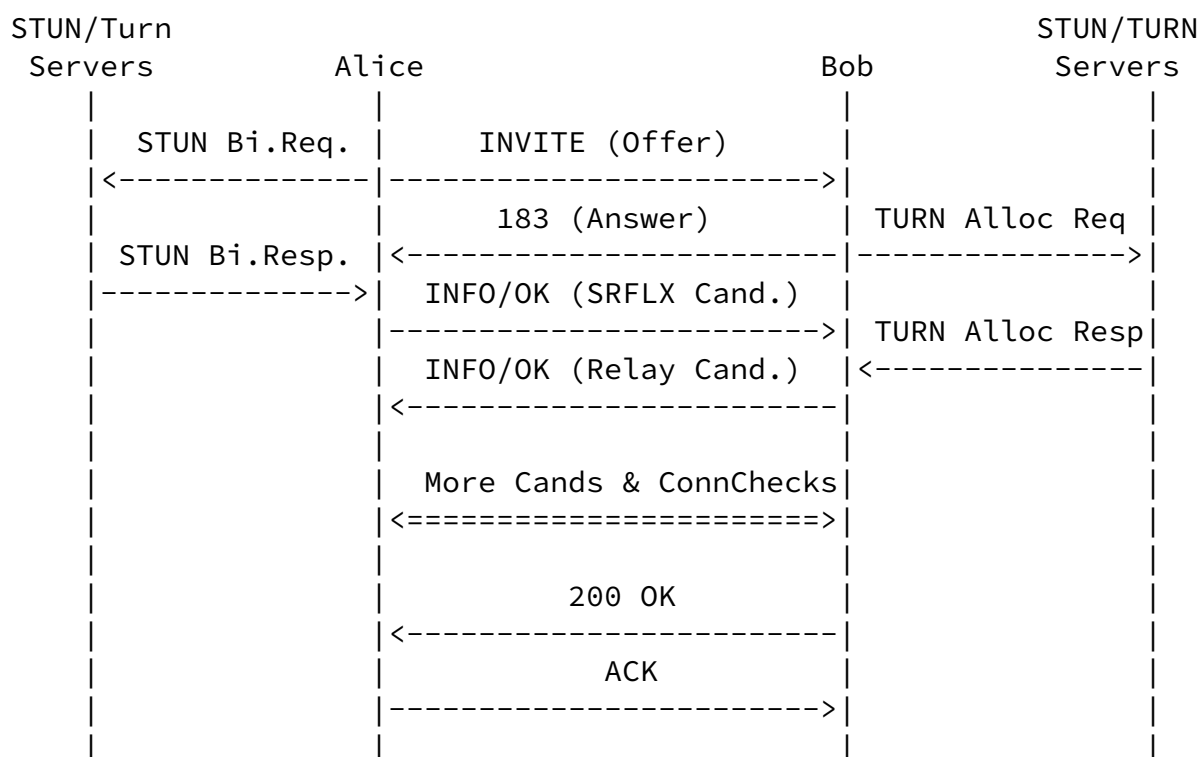 STUN/Turn STUN/TURN
Servers Alice Bob Servers
STUN Bi.Req. INVITE (Offer)
183 (Answer) TURN Alloc Req
STUN Bi.Resp.
INFO/OK (SRFLX Cand.)
TURN Alloc Resp
INFO/OK (Relay Cand.)
More Cands & ConnChecks
200 OK
ACK